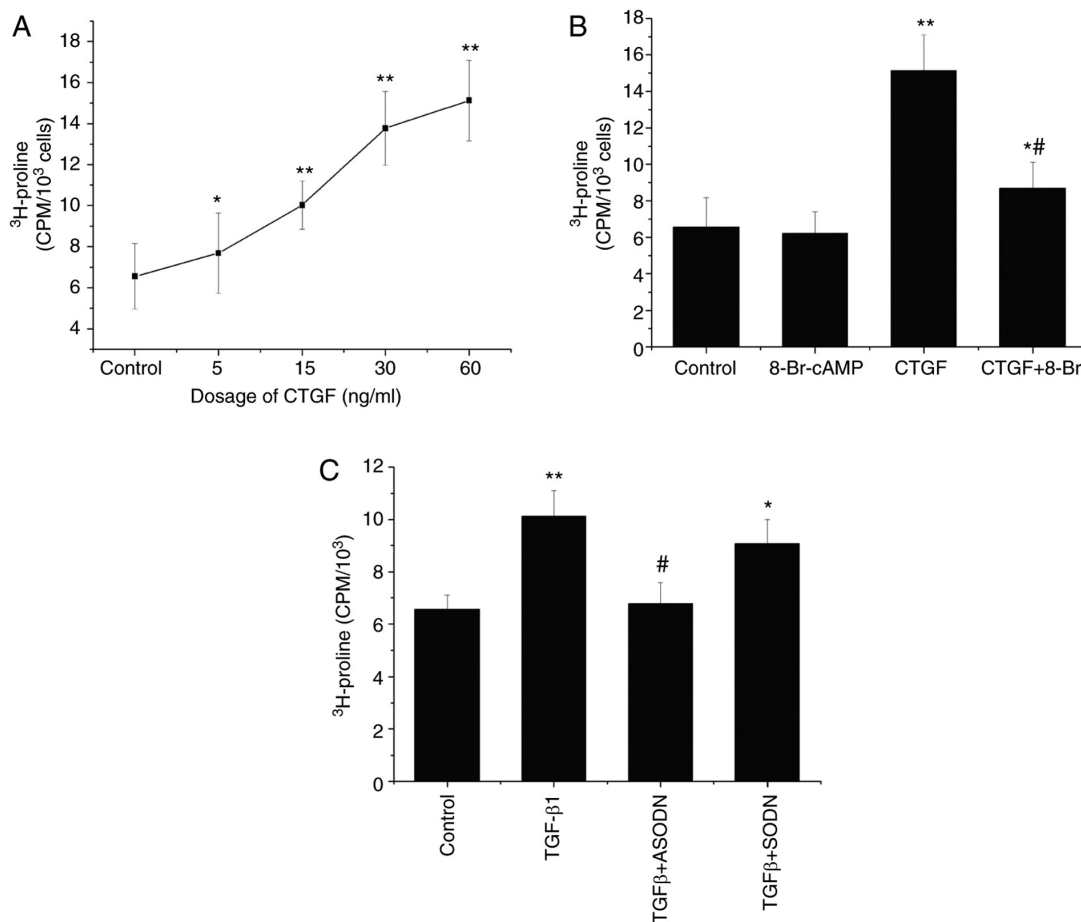 A
18
16
14
12
10
8
6
4
³H-proline
(CPM/10³ cells)
*
**
**
**
Control
5
15
30
60
Dosage of CTGF (ng/ml)
B
18
16
14
12
10
8
6
4
2
0
³H-proline
(CPM/10³ cells)
**
*#
Control
8-Br-cAMP
CTGF
CTGF+8-Br
C
12
10
8
6
4
2
0
³H-proline (CPM/10³)
**
#
*
Control
TGF-β1
TGFβ+ASODN
TGFβ+SODN